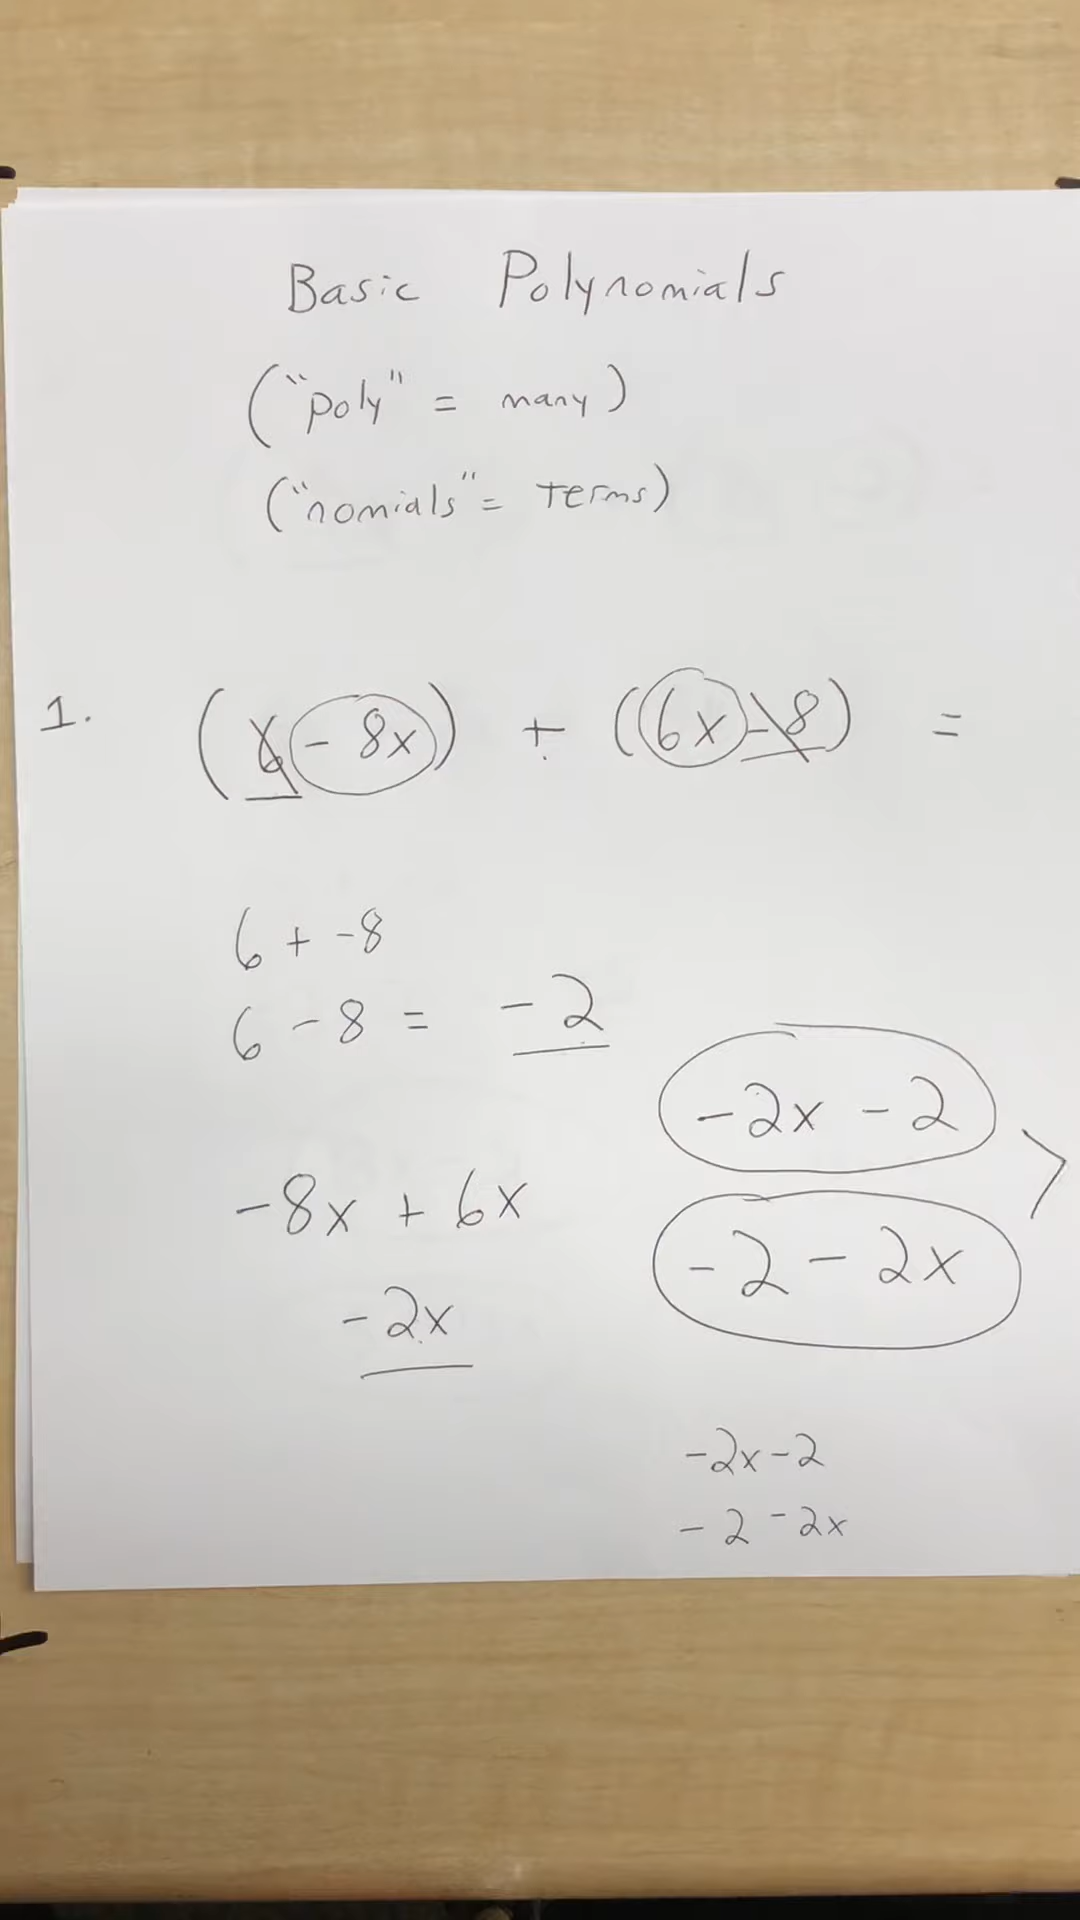 Basic Polynomials
("poly" = many)
("nomials" = terms)
1. (6 - 8x) + (6x - 8) =
6 + -8
6 - 8 = -2
-2x - 2
-8x + 6x
-2 - 2x
-2x
-2x - 2
-2 - 2x